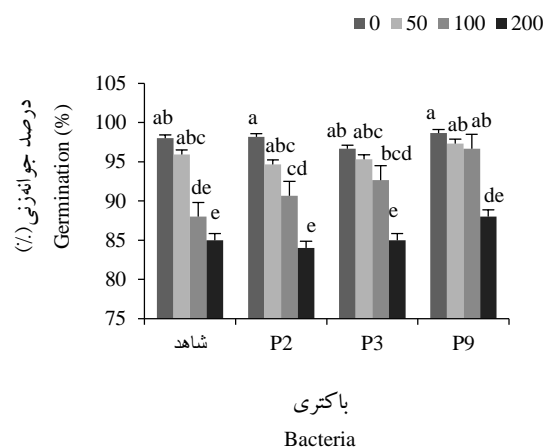 0 50 100 200
درصد جوانه‌زنی(٪)
Germination (%)
105
100
95
90
85
80
75
ab abc de e
a abc cd e
ab abc bcd e
a ab ab de
شاهد P2 P3 P9
باکتری
Bacteria